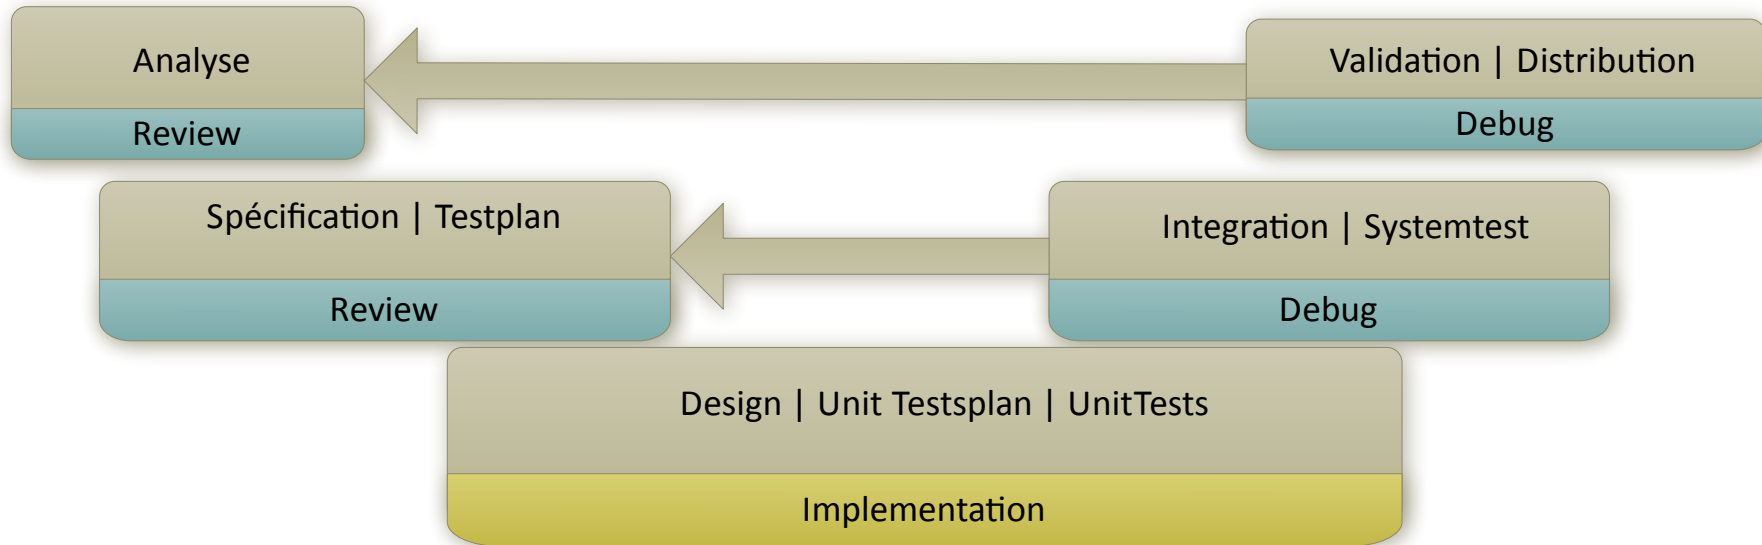 Analyse
Review
Validation | Distribution
Debug
Spécification | Testplan
Review
Integration | Systemtest
Debug
Design | Unit Testsplan | UnitTests
Implementation